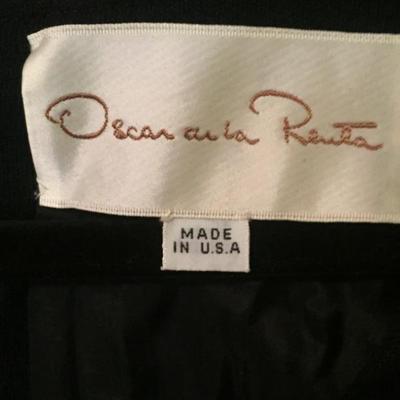 Oscar de la Renta
MADE
IN U.S.A